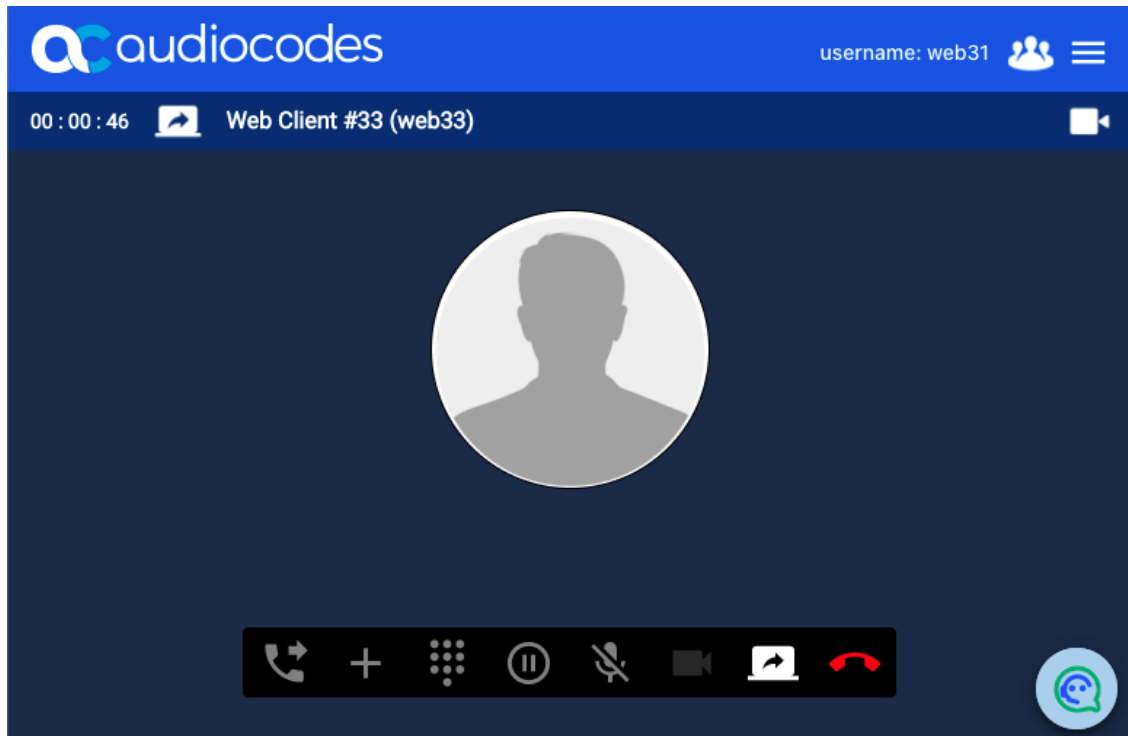 audiocodes
username: web31
00 : 00 : 46
Web Client #33 (web33)